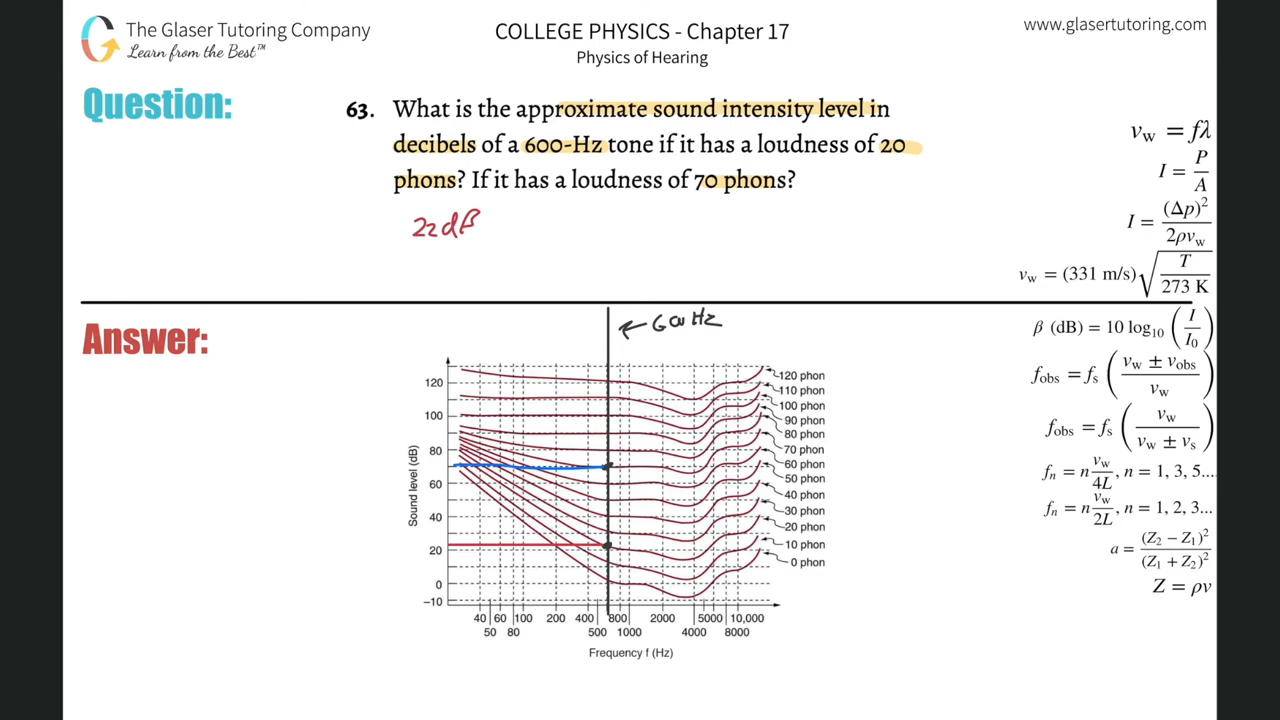 The Glaser Tutoring Company
Learn from the Best™
COLLEGE PHYSICS - Chapter 17
Physics of Hearing
www.glasertutoring.com
Question:
63. What is the approximate sound intensity level in
decibels of a 600-Hz tone if it has a loudness of 20
phons? If it has a loudness of 70 phons?
22dβ
v_w = fλ
I = P/A
I = (Δp)²/2ρv_w
v_w = (331 m/s)√(T/273 K)
Answer:
← 600 Hz
β (dB) = 10 log₁₀ (I/I₀)
f_obs = f_s ((v_w ± v_obs)/v_w)
f_obs = f_s (v_w/(v_w ± v_s))
f_n = n v_w/4L, n = 1, 3, 5....
f_n = n v_w/2L, n = 1, 2, 3...
a = (Z₂ − Z₁)²/(Z₁ + Z₂)²
Z = ρv
Sound level (dB)
120
100
80
60
40
20
0
−10
120 phon
110 phon
100 phon
90 phon
80 phon
70 phon
60 phon
50 phon
40 phon
30 phon
20 phon
10 phon
0 phon
40 60 100 200 400 800 2000 5000 10,000
50 80 500 1000 4000 8000
Frequency f (Hz)